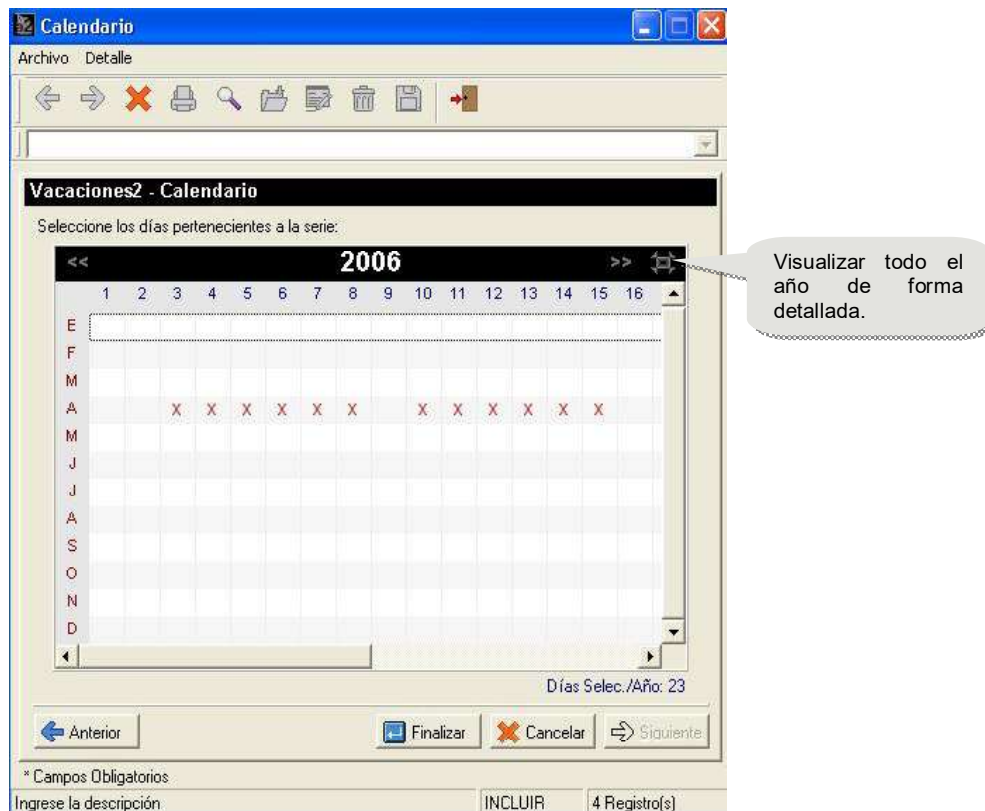 Calendario
Archivo Detalle
Vacaciones2 - Calendario
Seleccione los días pertenecientes a la serie:
<< 2006 >>
1 2 3 4 5 6 7 8 9 10 11 12 13 14 15 16
E
F
M
A X X X X X X X X X X X X
M
J
J
A
S
O
N
D
Días Selec./Año: 23
Anterior Finalizar Cancelar Siguiente
* Campos Obligatorios
Ingrese la descripción INCLUIR 4 Registro(s)
Visualizar todo el
año de forma
detallada.